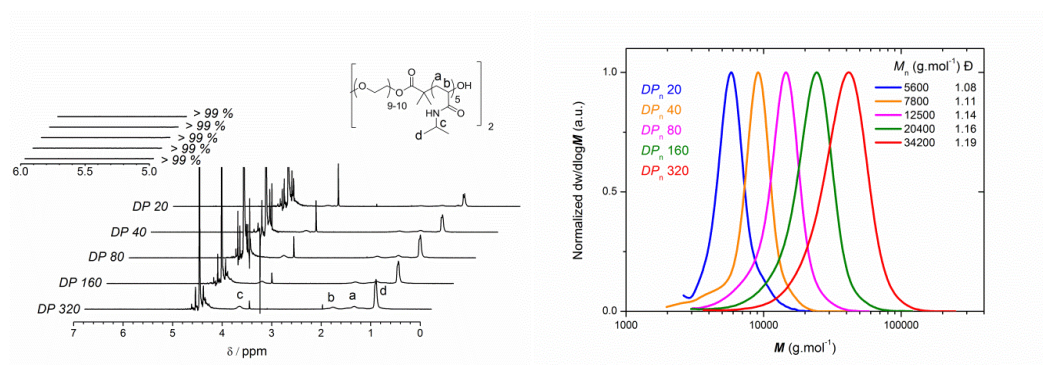 a
b
O
O
O
9-10
5
OH
HN
O
c
d
2
> 99 %
> 99 %
> 99 %
> 99 %
> 99 %
6.0 5.5 5.0
DP 20
DP 40
DP 80
DP 160
DP 320
c
b
a
d
7 6 5 4 3 2 1 0
δ / ppm
Normalized dw/dlogM (a.u.)
1.0
0.5
0.0
DPn 20
DPn 40
DPn 80
DPn 160
DPn 320
Mn (g.mol-1) Đ
5600 1.08
7800 1.11
12500 1.14
20400 1.16
34200 1.19
1000 10000 100000
M (g.mol-1)